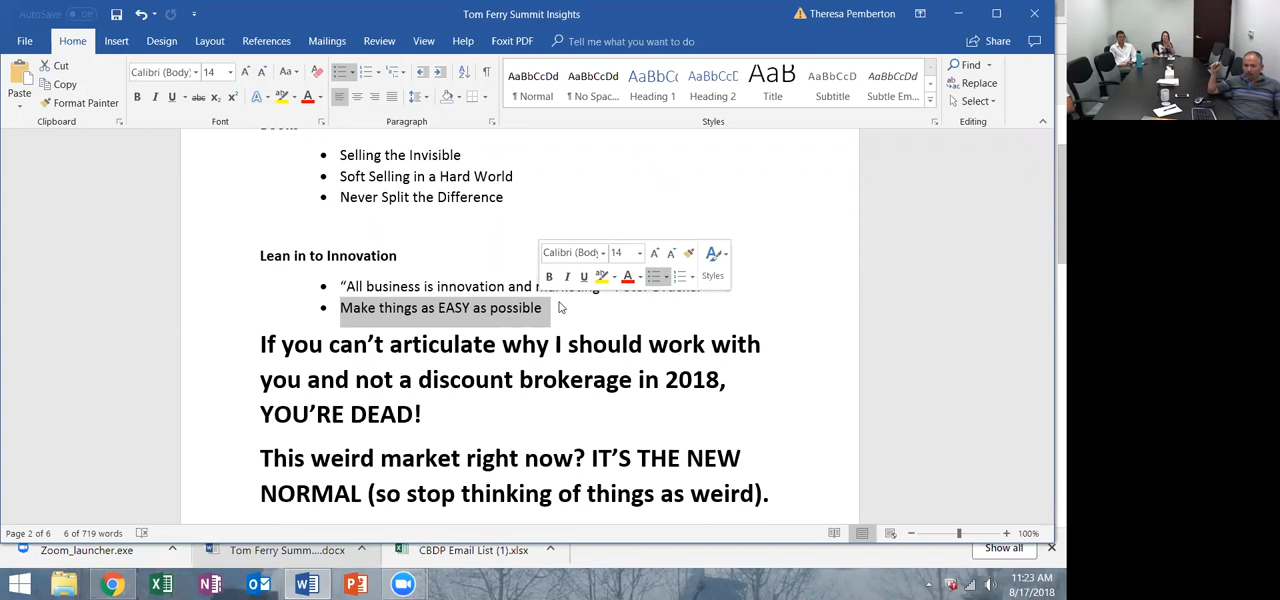 AutoSave Off
Tom Ferry Summit Insights
Theresa Pemberton
File Home Insert Design Layout References Mailings Review View Help Foxit PDF Tell me what you want to do Share
Paste
Cut
Copy
Format Painter
Calibri (Body) 14
AaBbCcDd AaBbCcDd AaBbCc AaBbCcD AaB AaBbCcD AaBbCcDd
¶ Normal ¶ No Spac... Heading 1 Heading 2 Title Subtitle Subtle Em...
Find
Replace
Select
Clipboard Font Paragraph Styles Editing
• Selling the Invisible
• Soft Selling in a Hard World
• Never Split the Difference
Lean in to Innovation
Calibri (Body) 14
Styles
• “All business is innovation and
• Make things as EASY as possible
If you can’t articulate why I should work with
you and not a discount brokerage in 2018,
YOU’RE DEAD!
This weird market right now? IT’S THE NEW
NORMAL (so stop thinking of things as weird).
Page 2 of 6 6 of 719 words 100%
Zoom_launcher.exe Tom Ferry Summ....docx CBDP Email List (1).xlsx Show all
11:23 AM
8/17/2018